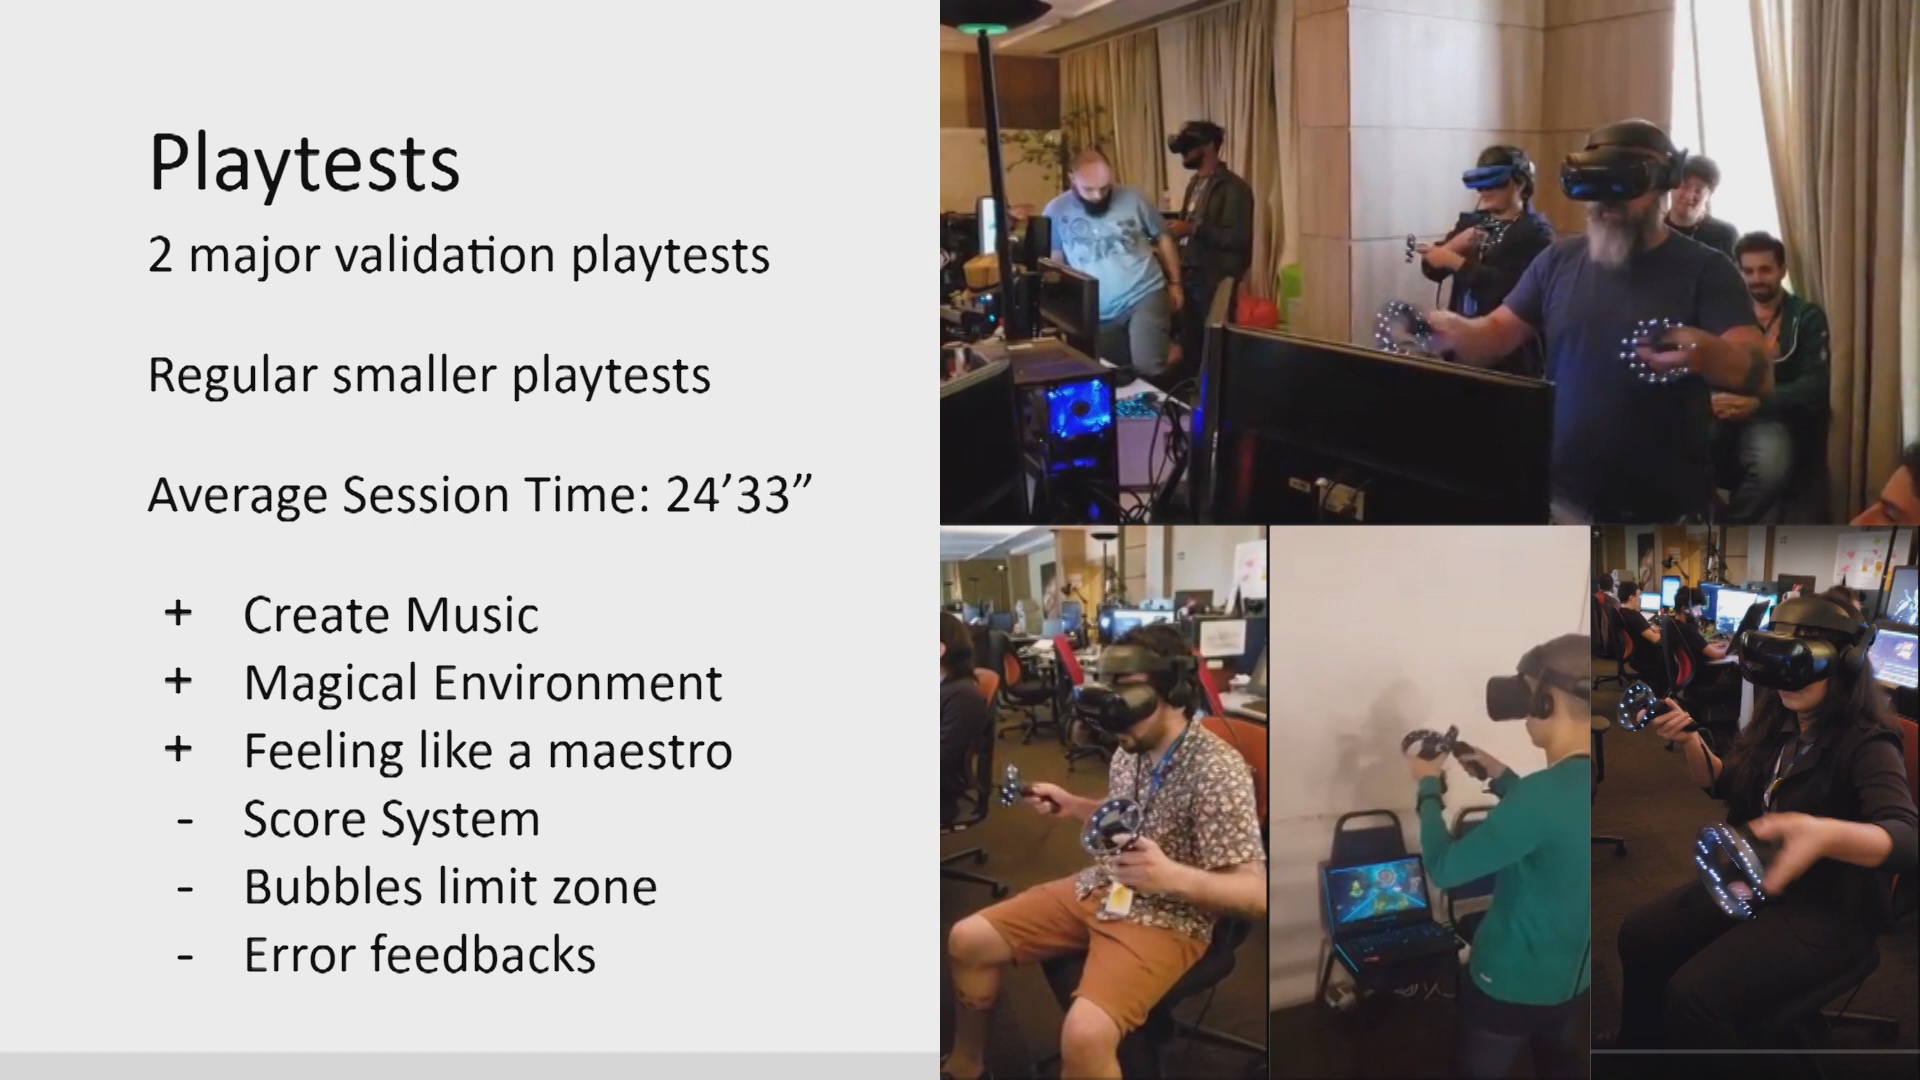 Playtests
2 major validation playtests
Regular smaller playtests
Average Session Time: 24’33”
+ Create Music
+ Magical Environment
+ Feeling like a maestro
- Score System
- Bubbles limit zone
- Error feedbacks